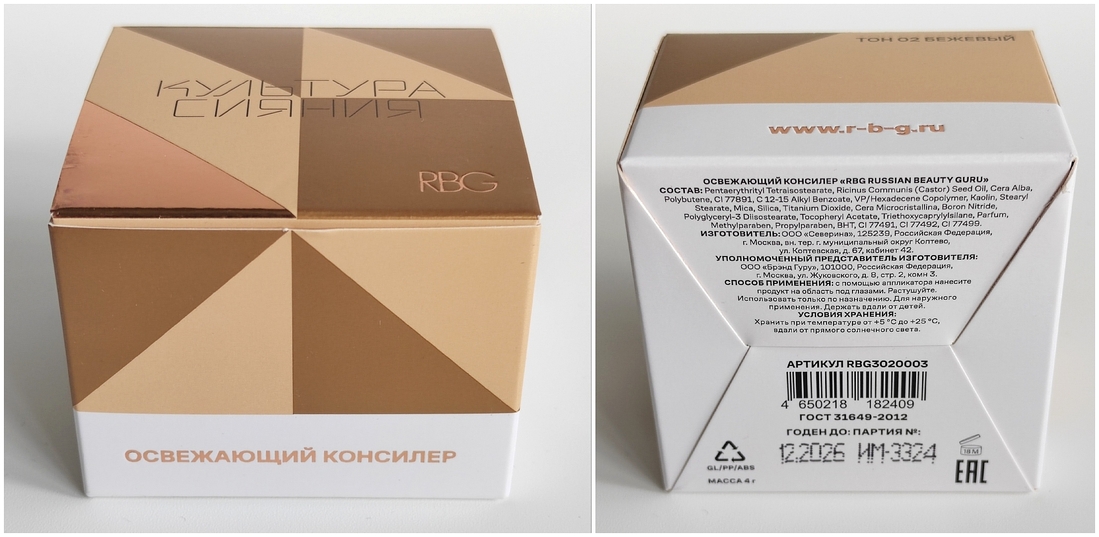 КУЛЬТУРА
СИЯНИЯ
RBG
ОСВЕЖАЮЩИЙ КОНСИЛЕР
ТОН 02 БЕЖЕВЫЙ
www.r-b-g.ru
ОСВЕЖАЮЩИЙ КОНСИЛЕР «RBG RUSSIAN BEAUTY GURU»
СОСТАВ: Pentaerythrityl Tetraisostearate, Ricinus Communis (Castor) Seed Oil, Cera Alba,
Polybutene, CI 77891, C 12-15 Alkyl Benzoate, VP/Hexadecene Copolymer, Kaolin, Stearyl
Stearate, Mica, Silica, Titanium Dioxide, Cera Microcristallina, Boron Nitride,
Polyglyceryl-3 Diisostearate, Tocopheryl Acetate, Triethoxycaprylylsilane, Parfum,
Methylparaben, Propylparaben, BHT, CI 77491, CI 77492, CI 77499.
ИЗГОТОВИТЕЛЬ: ООО «Северина», 125239, Российская Федерация,
г. Москва, вн. тер. г. муниципальный округ Коптево,
ул. Коптевская, д. 67, кабинет 42.
УПОЛНОМОЧЕННЫЙ ПРЕДСТАВИТЕЛЬ ИЗГОТОВИТЕЛЯ:
ООО «Брэнд Гуру», 101000, Российская Федерация,
г. Москва, ул. Жуковского, д. 8, стр. 2, комн 3.
СПОСОБ ПРИМЕНЕНИЯ: с помощью аппликатора нанесите
продукт на область под глазами. Растушуйте.
Использовать только по назначению. Для наружного
применения. Держать вдали от детей.
УСЛОВИЯ ХРАНЕНИЯ:
Хранить при температуре от +5 °C до +25 °C,
вдали от прямого солнечного света.
АРТИКУЛ RBG3020003
4 650218 182409
ГОСТ 31649-2012
ГОДЕН ДО: ПАРТИЯ №:
12.2026 ИМ-3324
GL/PP/ABS
МАССА 4 г
18 M
EAC